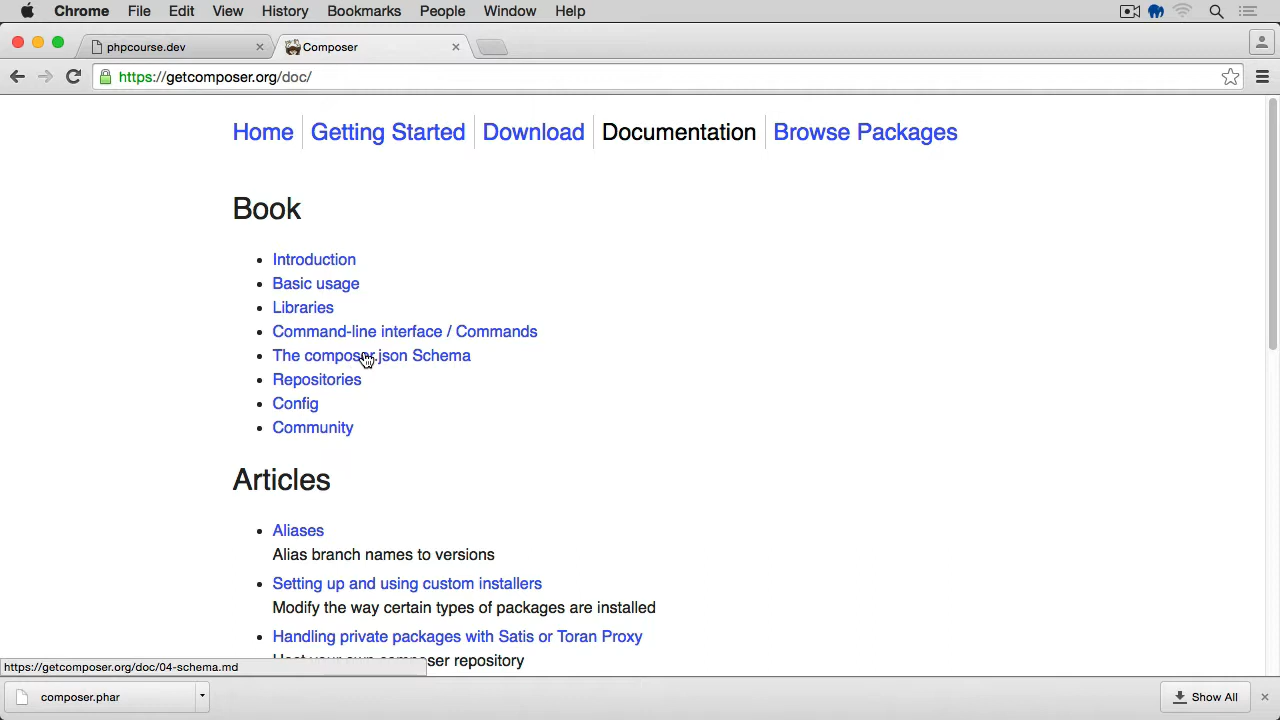 Chrome File Edit View History Bookmarks People Window Help
phpcourse.dev
Composer
https://getcomposer.org/doc/
Home Getting Started Download Documentation Browse Packages
Book
Introduction
Basic usage
Libraries
Command-line interface / Commands
The composer.json Schema
Repositories
Config
Community
Articles
Aliases
Alias branch names to versions
Setting up and using custom installers
Modify the way certain types of packages are installed
Handling private packages with Satis or Toran Proxy
Host your own composer repository
https://getcomposer.org/doc/04-schema.md
composer.phar
Show All